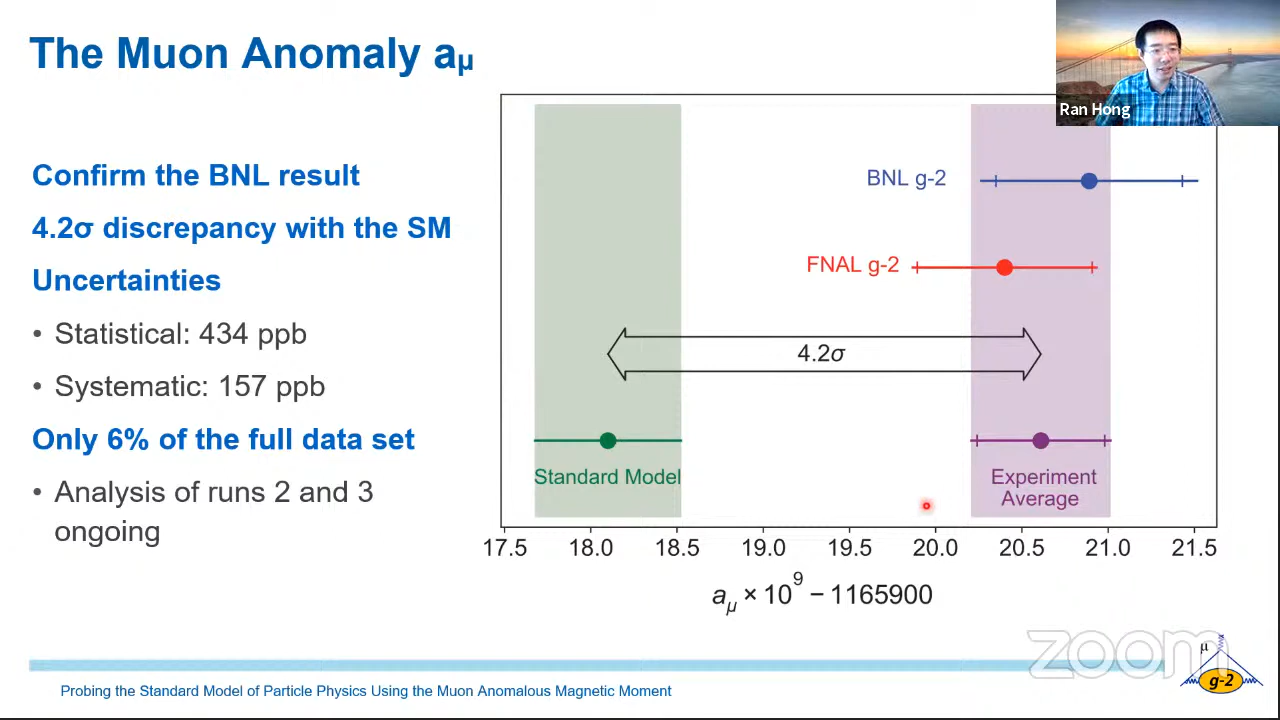 The Muon Anomaly aμ
Ran Hong
Confirm the BNL result
4.2σ discrepancy with the SM
Uncertainties
• Statistical: 434 ppb
• Systematic: 157 ppb
Only 6% of the full data set
• Analysis of runs 2 and 3
ongoing
BNL g-2
FNAL g-2
4.2σ
Standard Model
Experiment
Average
17.5 18.0 18.5 19.0 19.5 20.0 20.5 21.0 21.5
aμ × 10⁹ − 1165900
zoom
μ
g-2
Probing the Standard Model of Particle Physics Using the Muon Anomalous Magnetic Moment